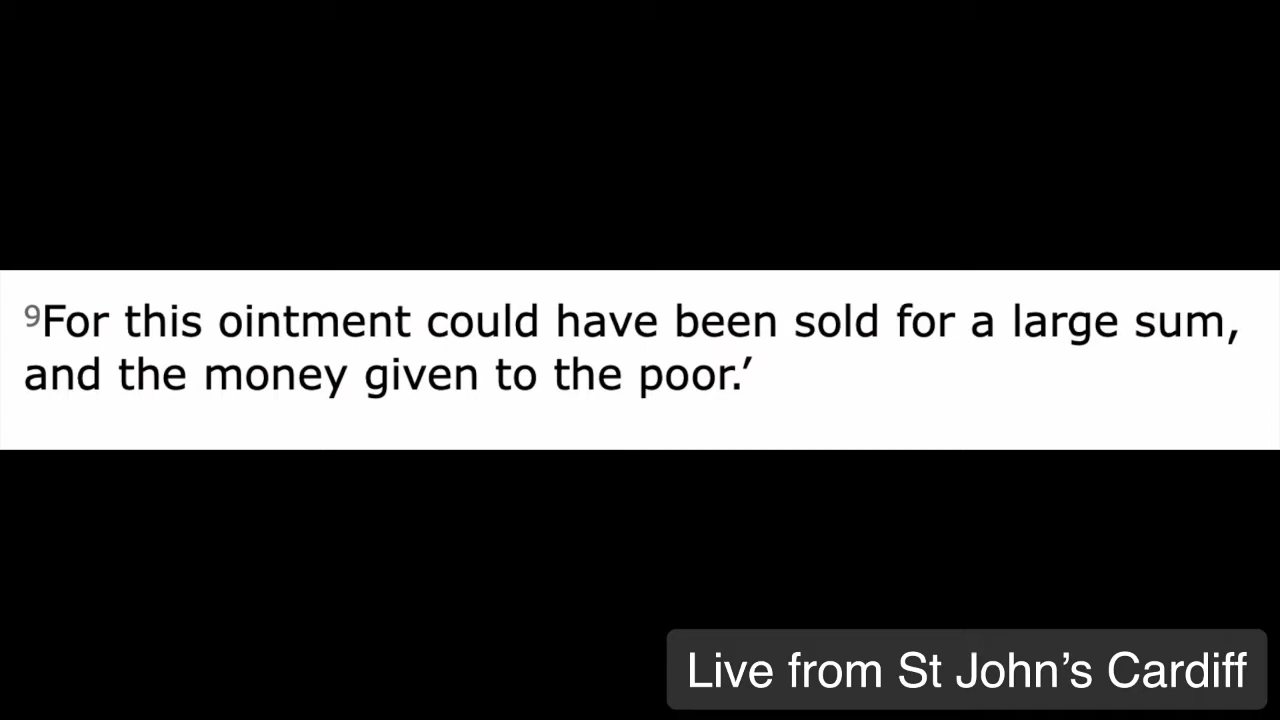 9For this ointment could have been sold for a large sum,
and the money given to the poor.’
Live from St John’s Cardiff